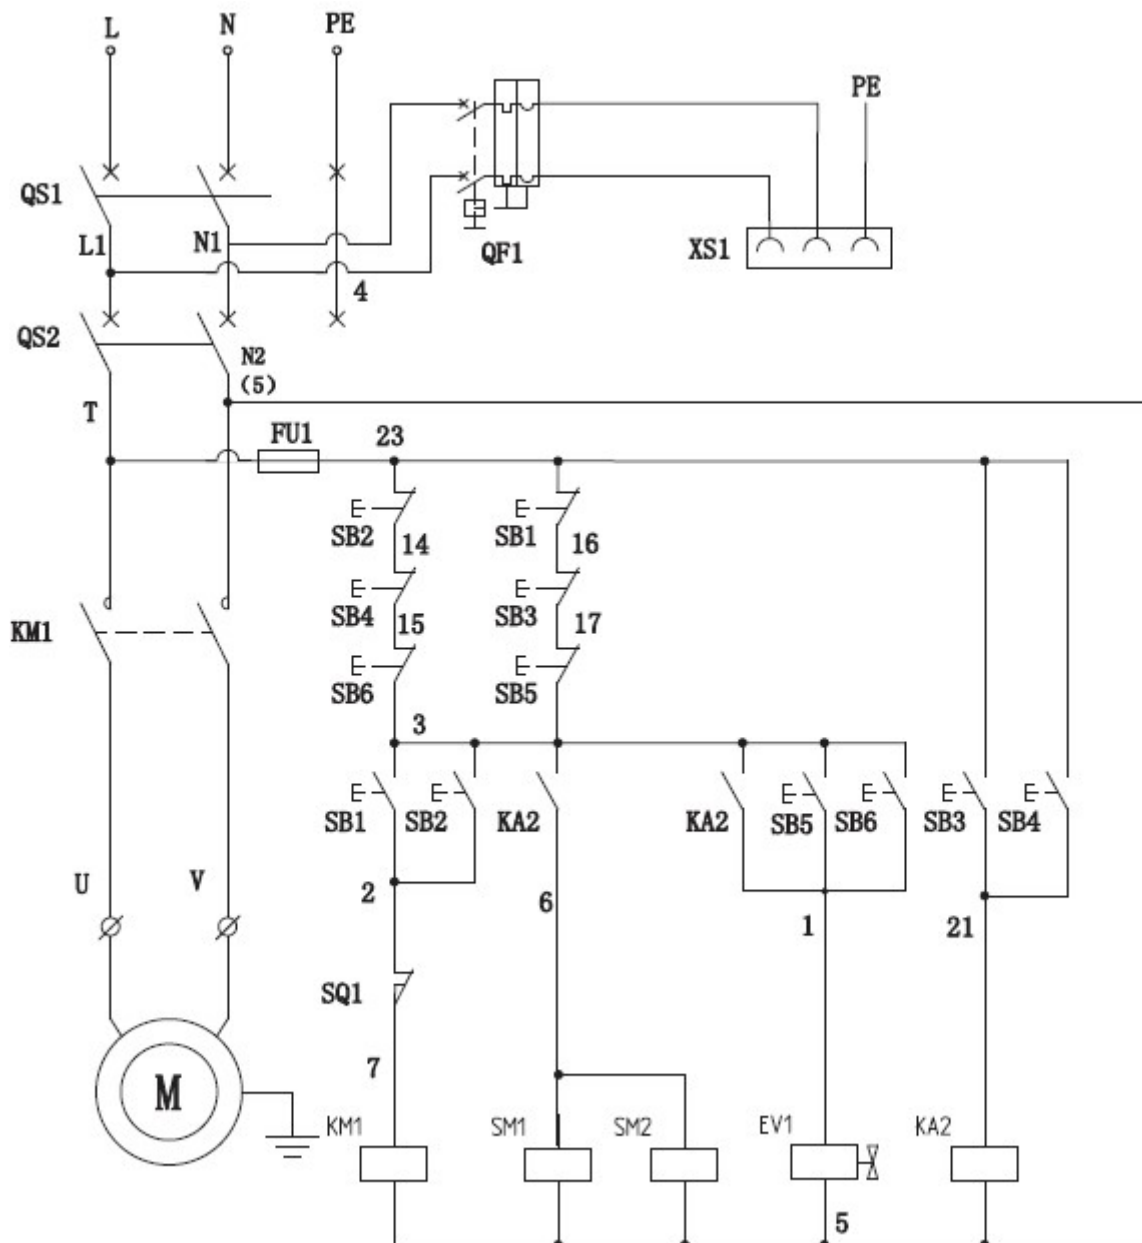 L N PE
PE
QS1
L1 N1 QF1 XS1
4
QS2
N2
(5)
T
FU1 23
SB2 14 SB1 16
SB4 15 SB3 17
KM1
SB6 SB5
3
SB1 SB2 KA2 KA2 SB5 SB6 SB3 SB4
U V 2 6 1 21
SQ1
7
M
KM1 SM1 SM2 EV1 KA2
5